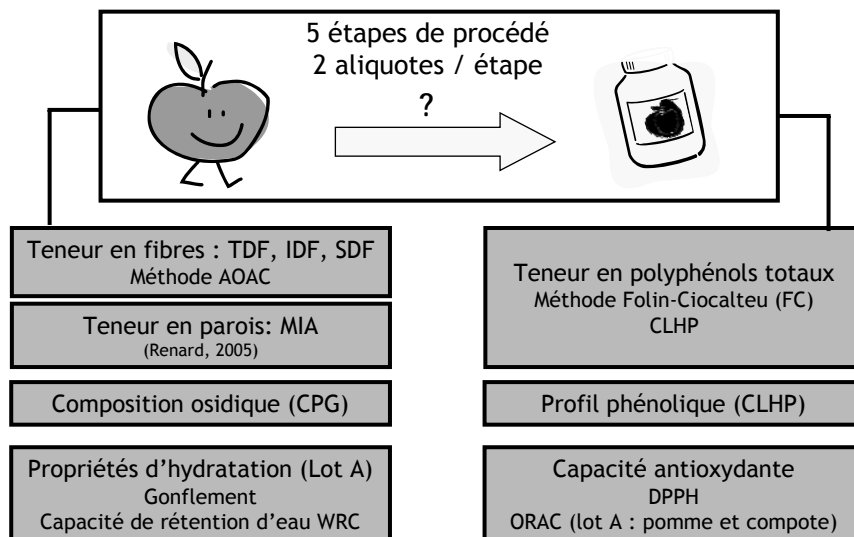 5 étapes de procédé
2 aliquotes / étape
?
Teneur en fibres : TDF, IDF, SDF
Méthode AOAC
Teneur en parois: MIA
(Renard, 2005)
Composition osidique (CPG)
Propriétés d’hydratation (Lot A)
Gonflement
Capacité de rétention d’eau WRC
Teneur en polyphénols totaux
Méthode Folin-Ciocalteu (FC)
CLHP
Profil phénolique (CLHP)
Capacité antioxydante
DPPH
ORAC (lot A : pomme et compote)